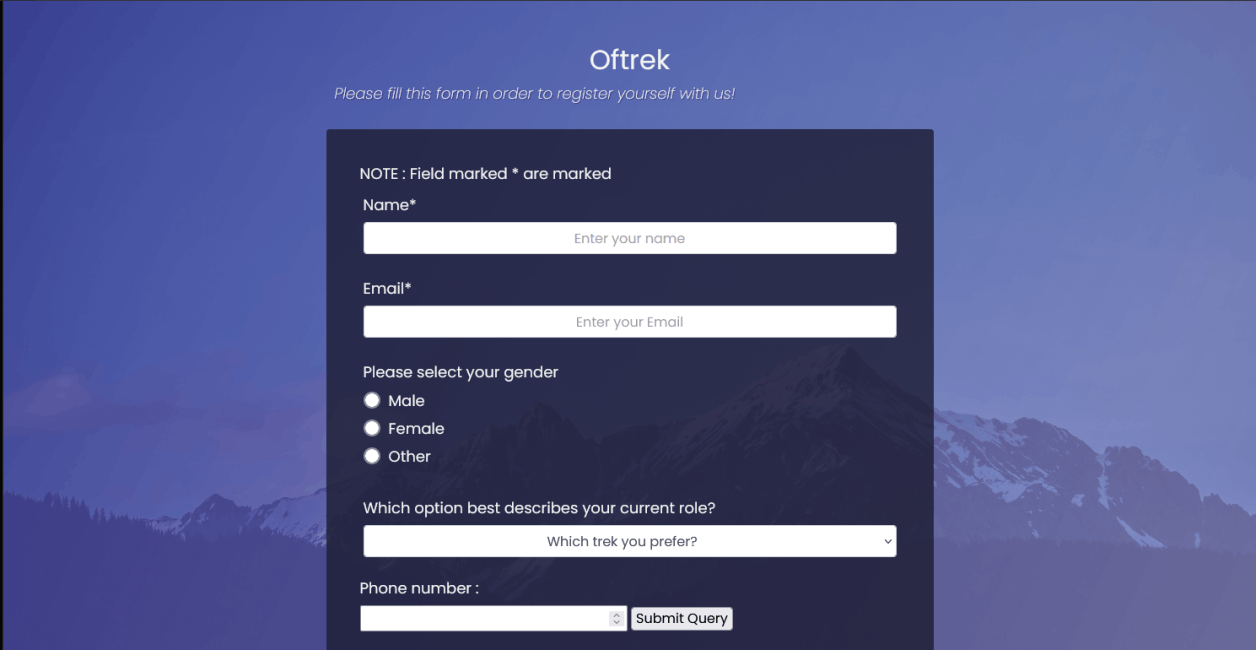 Oftrek
Please fill this form in order to register yourself with us!
NOTE : Field marked * are marked
Name*
Enter your name
Email*
Enter your Email
Please select your gender
Male
Female
Other
Which option best describes your current role?
Which trek you prefer?
Phone number :
Submit Query